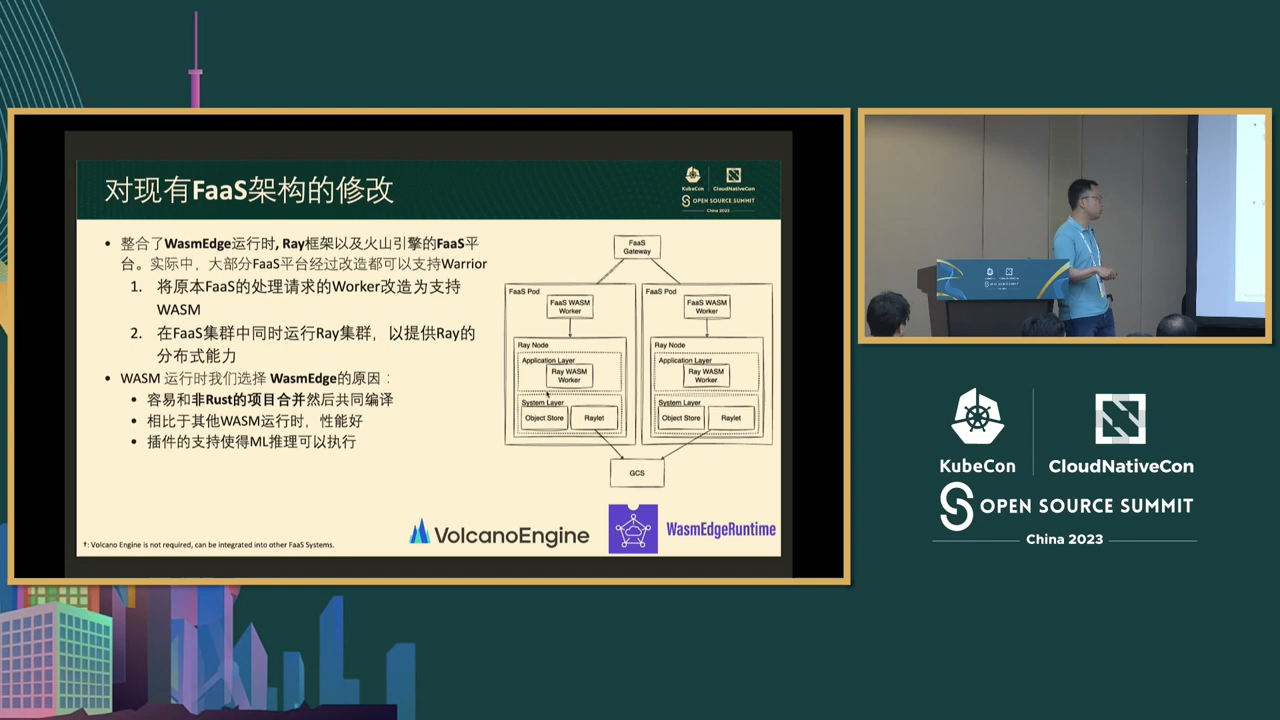 对现有FaaS架构的修改
KubeCon
CloudNativeCon
OPEN SOURCE SUMMIT
China 2023
• 整合了WasmEdge运行时, Ray框架以及火山引擎的FaaS平
台。实际中，大部分FaaS平台经过改造都可以支持Warrior
1. 将原本FaaS的处理请求的Worker改造为支持
WASM
2. 在FaaS集群中同时运行Ray集群，以提供Ray的
分布式能力
• WASM 运行时我们选择 WasmEdge的原因：
• 容易和非Rust的项目合并然后共同编译
• 相比于其他WASM运行时，性能好
• 插件的支持使得ML推理可以执行
FaaS
Gateway
FaaS Pod
FaaS WASM
Worker
Ray Node
Application Layer
Ray WASM
Worker
System Layer
Object Store
Raylet
FaaS Pod
FaaS WASM
Worker
Ray Node
Application Layer
Ray WASM
Worker
System Layer
Object Store
Raylet
GCS
VolcanoEngine
WasmEdgeRuntime
†: Volcano Engine is not required, can be integrated into other FaaS Systems.
KubeCon
CloudNativeCon
OPEN SOURCE SUMMIT
China 2023